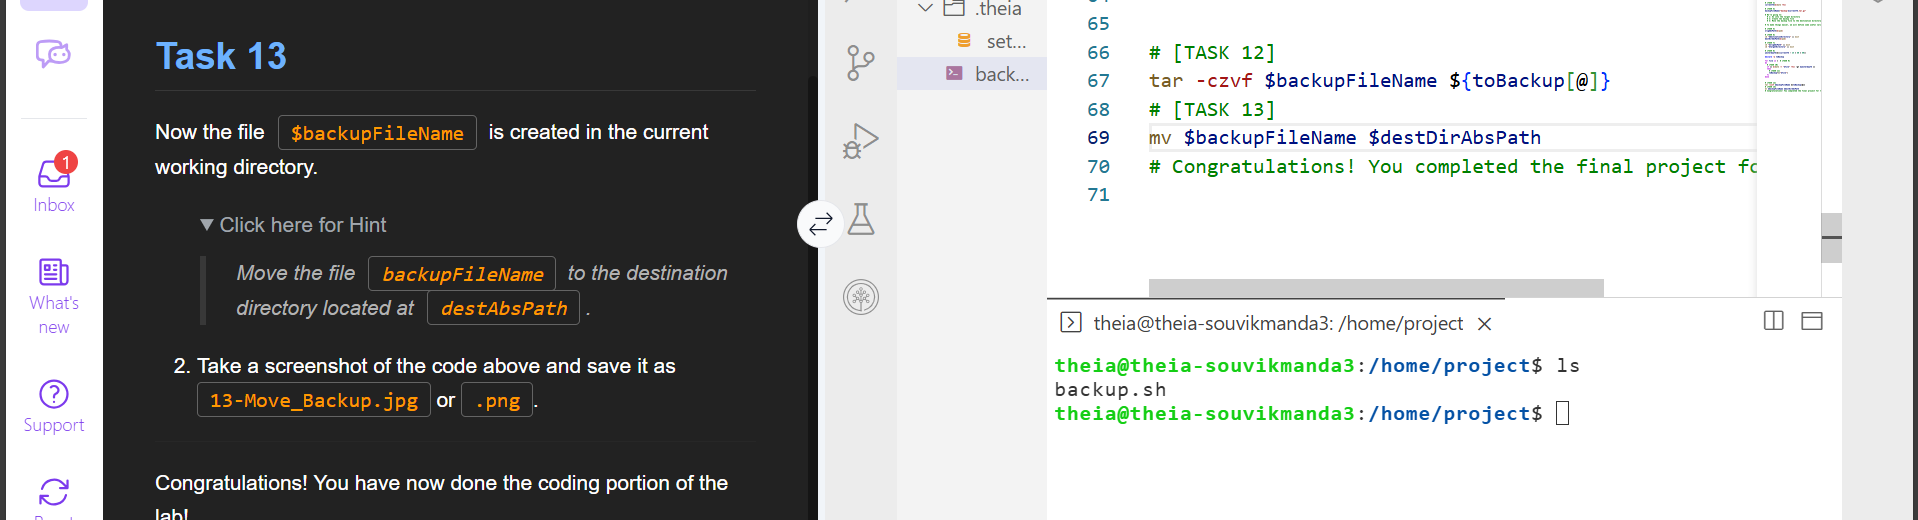 Inbox
1
What's
new
Support
Task 13
Now the file $backupFileName is created in the current
working directory.
▼ Click here for Hint
Move the file backupFileName to the destination
directory located at destAbsPath .
2. Take a screenshot of the code above and save it as
13-Move_Backup.jpg or .png.
Congratulations! You have now done the coding portion of the
lab!
.theia
set...
back...
65
66 # [TASK 12]
67 tar -czvf $backupFileName ${toBackup[@]}
68 # [TASK 13]
69 mv $backupFileName $destDirAbsPath
70 # Congratulations! You completed the final project fo
71
theia@theia-souvikmanda3: /home/project
theia@theia-souvikmanda3:/home/project$ ls
backup.sh
theia@theia-souvikmanda3:/home/project$